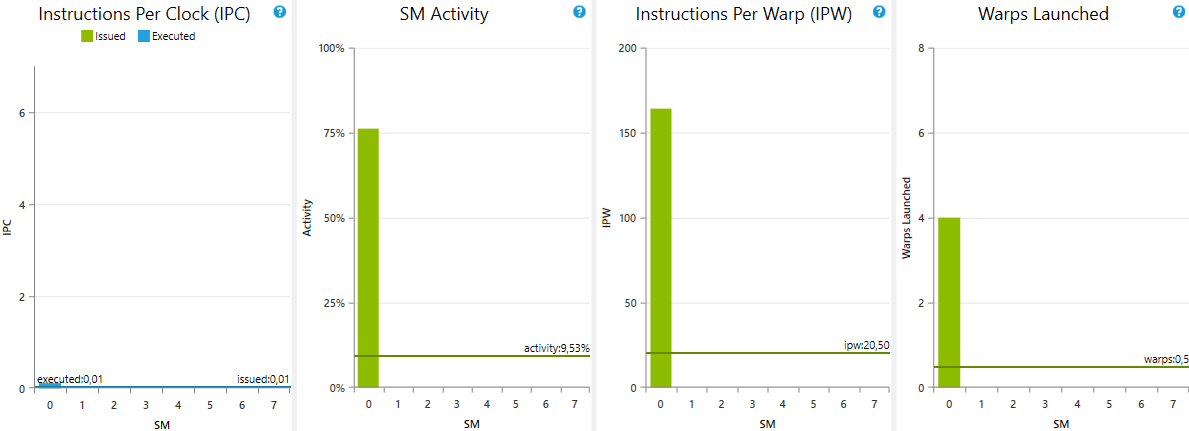 Instructions Per Clock (IPC) ?
Issued Executed
IPC
6
4
2
0
executed:0,01 issued:0,01
0 1 2 3 4 5 6 7
SM
SM Activity ?
Activity
100%
75%
50%
25%
0%
activity:9,53%
0 1 2 3 4 5 6 7
SM
Instructions Per Warp (IPW) ?
IPW
200
150
100
50
0
ipw:20,50
0 1 2 3 4 5 6 7
SM
Warps Launched ?
Warps Launched
8
6
4
2
0
warps:0,5
0 1 2 3 4 5 6 7
SM